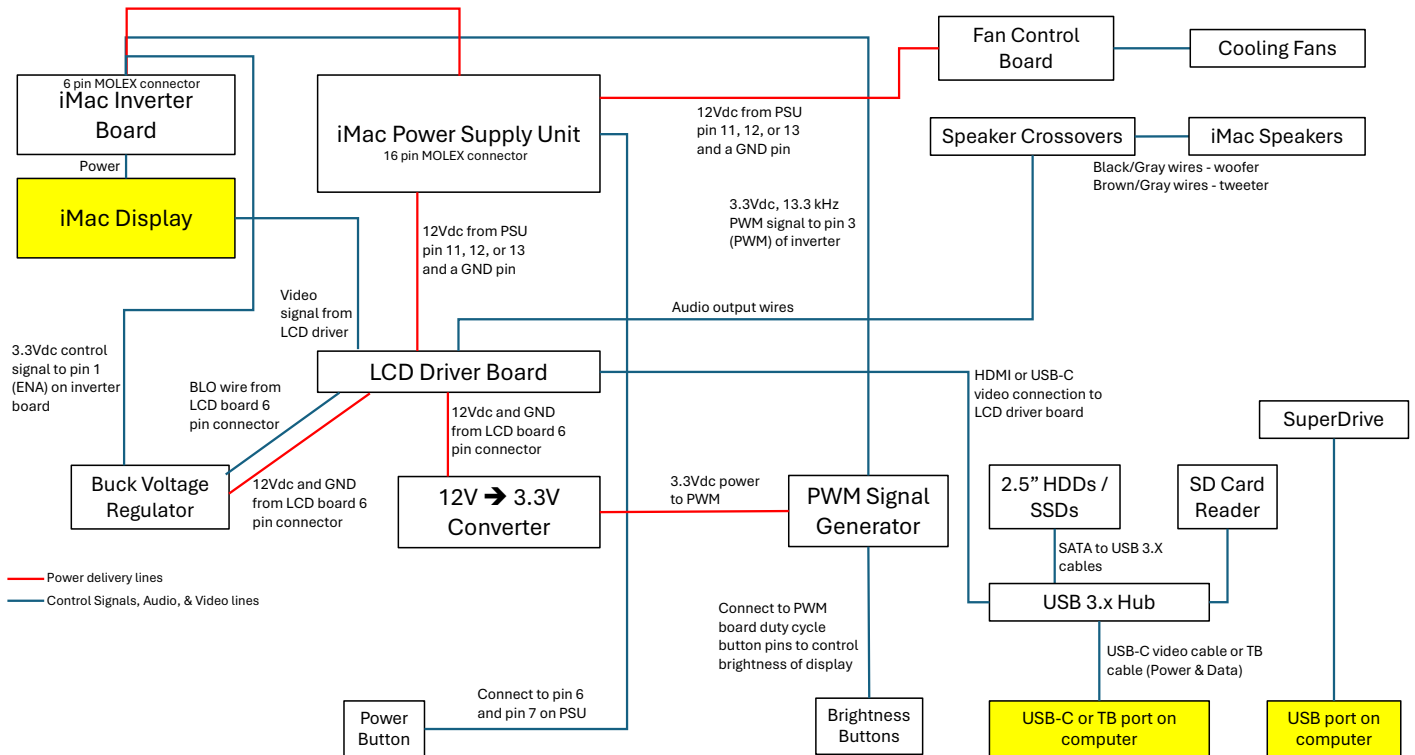 6 pin MOLEX connector
iMac Inverter
Board
Power
iMac Display
iMac Power Supply Unit
16 pin MOLEX connector
Fan Control
Board
Cooling Fans
12Vdc from PSU
pin 11, 12, or 13
and a GND pin
Speaker Crossovers
iMac Speakers
Black/Gray wires - woofer
Brown/Gray wires - tweeter
12Vdc from PSU
pin 11, 12, or 13
and a GND pin
3.3Vdc, 13.3 kHz
PWM signal to pin 3
(PWM) of inverter
Video
signal from
LCD driver
Audio output wires
3.3Vdc control
signal to pin 1
(ENA) on inverter
board
LCD Driver Board
BLO wire from
LCD board 6
pin connector
12Vdc and GND
from LCD board 6
pin connector
HDMI or USB-C
video connection to
LCD driver board
SuperDrive
Buck Voltage
Regulator
12Vdc and GND
from LCD board 6
pin connector
12V ➔ 3.3V
Converter
3.3Vdc power
to PWM
PWM Signal
Generator
2.5” HDDs /
SSDs
SD Card
Reader
SATA to USB 3.X
cables
Power delivery lines
Control Signals, Audio, & Video lines
USB 3.x Hub
Connect to PWM
board duty cycle
button pins to control
brightness of display
USB-C video cable or TB
cable (Power & Data)
Connect to pin 6
and pin 7 on PSU
Power
Button
Brightness
Buttons
USB-C or TB port on
computer
USB port on
computer